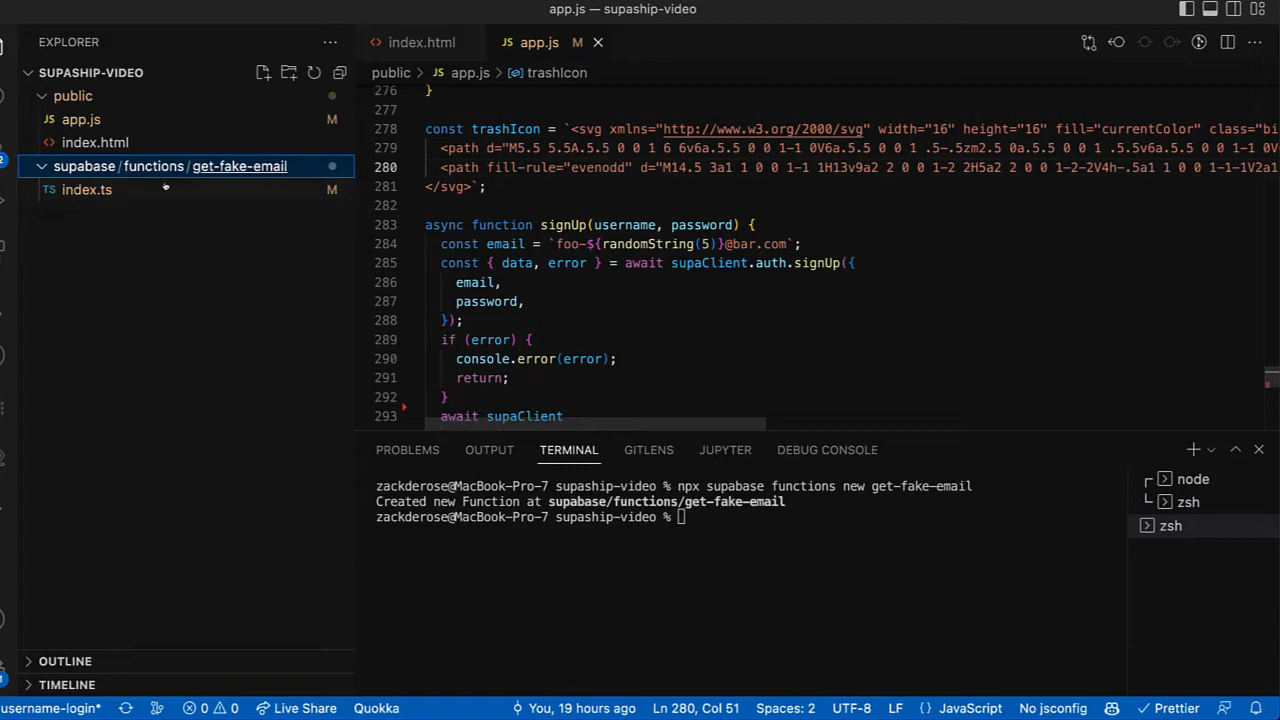 app.js — supaship-video
EXPLORER
SUPASHIP-VIDEO
public
app.js M
index.html
supabase/functions/get-fake-email
TS index.ts M
OUTLINE
TIMELINE
index.html
app.js M
public > app.js > trashIcon
276 }
277
278 const trashIcon = `<svg xmlns="http://www.w3.org/2000/svg" width="16" height="16" fill="currentColor" class="bi
279 <path d="M5.5 5.5A.5.5 0 0 1 6 6v6a.5.5 0 0 1-1 0V6a.5.5 0 0 1 .5-.5zm2.5 0a.5.5 0 0 1 .5.5v6a.5.5 0 0 1-1 0V
280 <path fill-rule="evenodd" d="M14.5 3a1 1 0 0 1-1 1H13v9a2 2 0 0 1-2 2H5a2 2 0 0 1-2-2V4h-.5a1 1 0 0 1-1-1V2a1
281 </svg>`;
282
283 async function signUp(username, password) {
284 const email = `foo-${randomString(5)}@bar.com`;
285 const { data, error } = await supaClient.auth.signUp({
286 email,
287 password,
288 });
289 if (error) {
290 console.error(error);
291 return;
292 }
293 await supaClient
PROBLEMS OUTPUT TERMINAL GITLENS JUPYTER DEBUG CONSOLE
zackderose@MacBook-Pro-7 supaship-video % npx supabase functions new get-fake-email
Created new Function at supabase/functions/get-fake-email
zackderose@MacBook-Pro-7 supaship-video %
node
zsh
zsh
username-login* 0 0 Live Share Quokka You, 19 hours ago Ln 280, Col 51 Spaces: 2 UTF-8 LF { } JavaScript No jsconfig Prettier